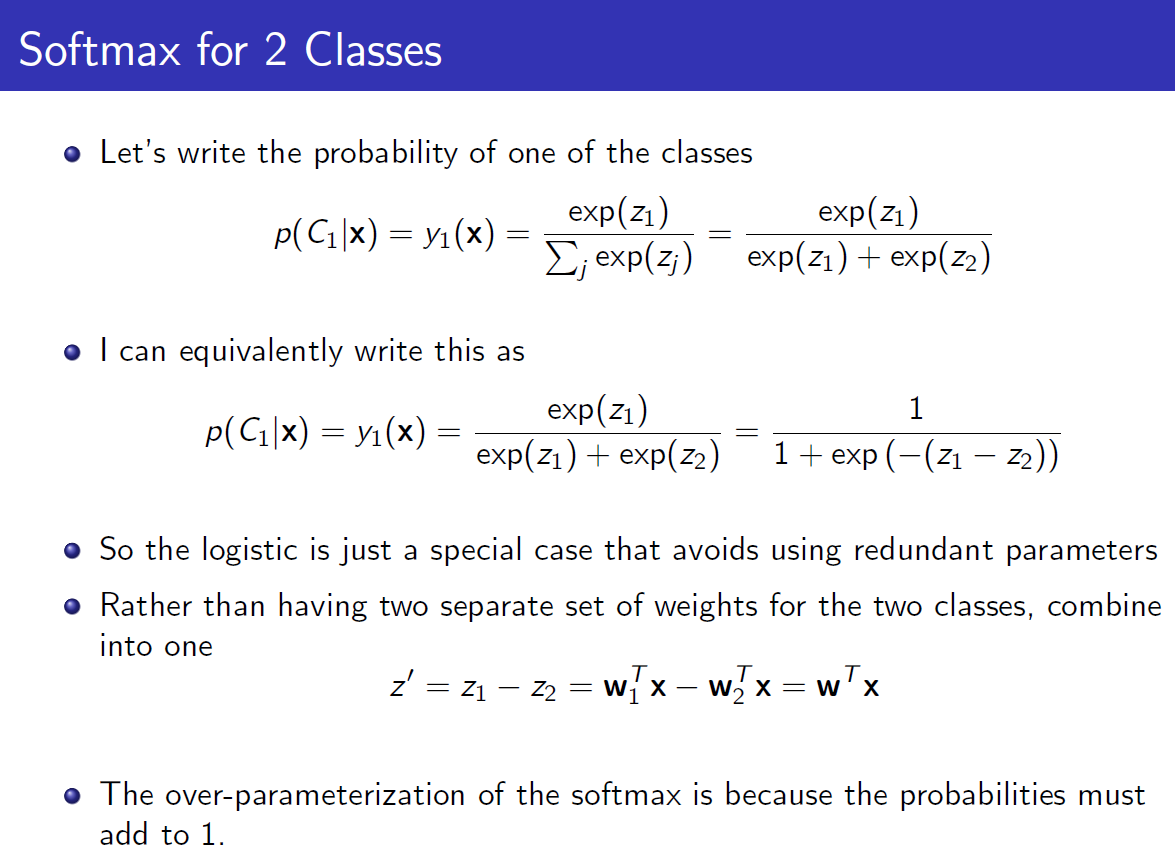 Softmax for 2 Classes
Let's write the probability of one of the classes
p(C₁|x) = y₁(x) = exp(z₁) / ∑ⱼ exp(zⱼ) = exp(z₁) / exp(z₁) + exp(z₂)
I can equivalently write this as
p(C₁|x) = y₁(x) = exp(z₁) / exp(z₁) + exp(z₂) = 1 / 1 + exp (−(z₁ − z₂))
So the logistic is just a special case that avoids using redundant parameters
Rather than having two separate set of weights for the two classes, combine
into one
z′ = z₁ − z₂ = w₁ᵀx − w₂ᵀx = wᵀx
The over-parameterization of the softmax is because the probabilities must
add to 1.